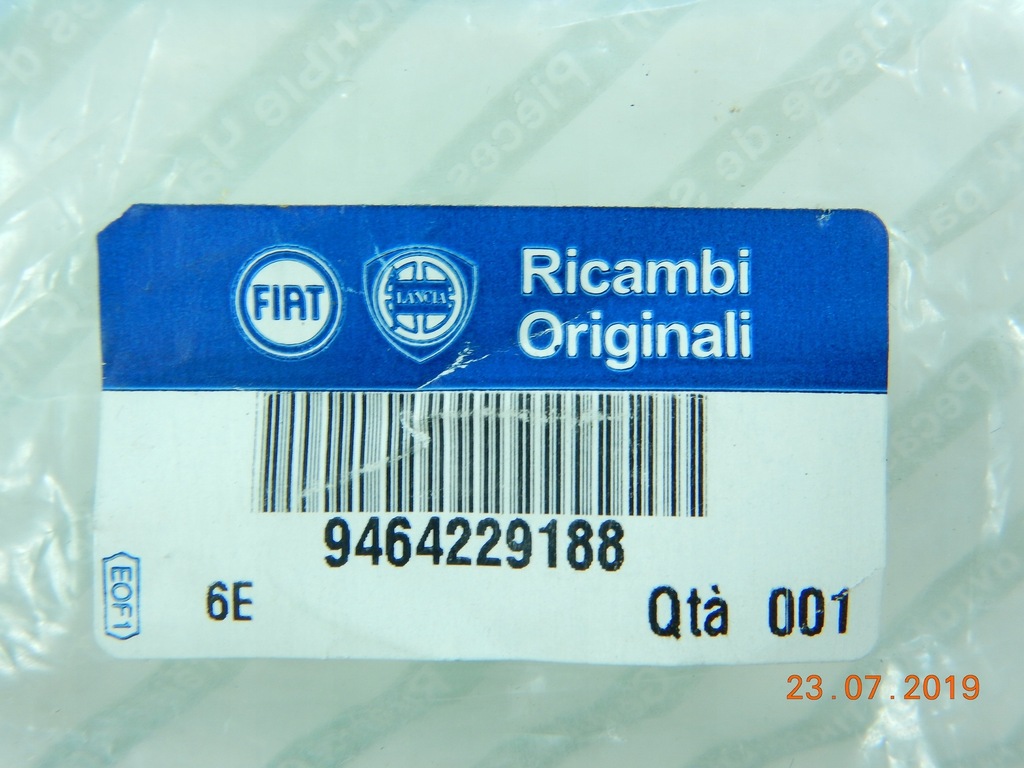 FIAT
LANCIA
Ricambi
Originali
9464229188
EOF1
6E
Qtà 001
23.07.2019